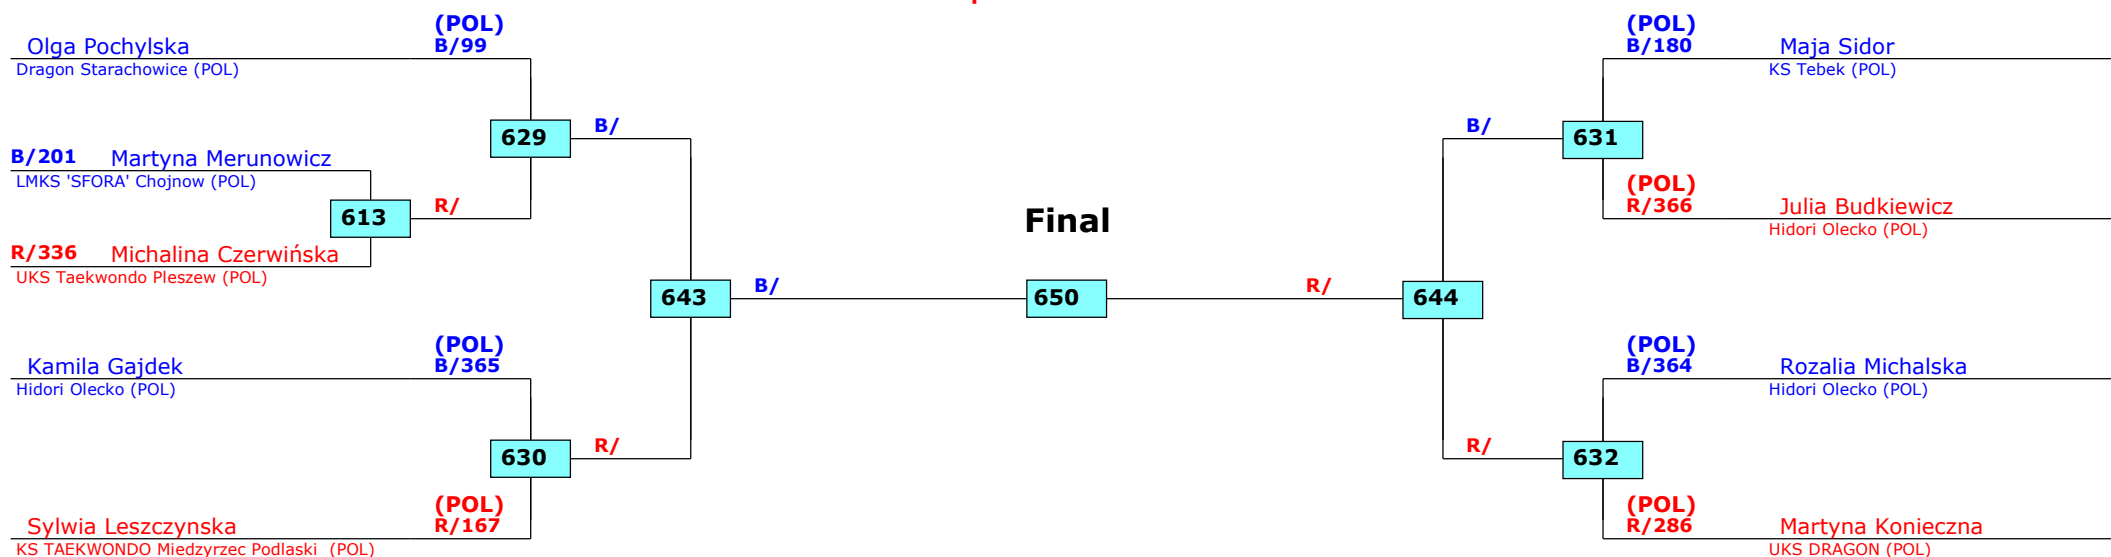 (POL)
Olga Pochylska B/99
Dragon Starachowice (POL)
629
B/
B/201 Martyna Merunowicz
LMKS 'SFORA' Chojnow (POL)
613
R/
R/336 Michalina Czerwińska
UKS Taekwondo Pleszew (POL)
643
B/
(POL)
Kamila Gajdek B/365
Hidori Olecko (POL)
630
R/
(POL)
Sylwia Leszczynska R/167
KS TAEKWONDO Miedzyrzec Podlaski (POL)
Final
650
(POL)
B/180 Maja Sidor
KS Tebek (POL)
B/
631
(POL)
R/366 Julia Budkiewicz
Hidori Olecko (POL)
R/
644
(POL)
B/364 Rozalia Michalska
Hidori Olecko (POL)
R/
632
(POL)
R/286 Martyna Konieczna
UKS DRAGON (POL)